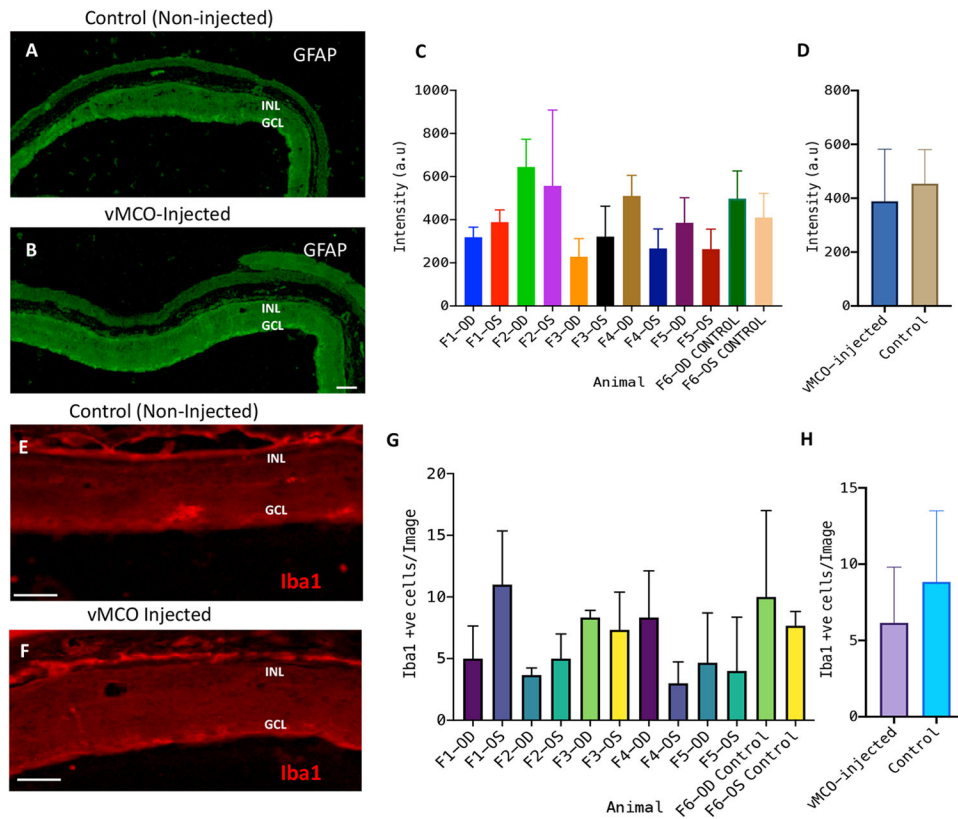 Control (Non-injected)
A
GFAP
INL
GCL
vMCO-Injected
B
GFAP
INL
GCL
C
1000
800
600
400
200
0
Intensity (a.u)
F1-OD
F1-OS
F2-OD
F2-OS
F3-OD
F3-OS
F4-OD
F4-OS
F5-OD
F5-OS
F6-OD CONTROL
F6-OS CONTROL
Animal
D
800
600
400
200
0
Intensity (a.u)
vMCO-injected
Control
Control (Non-Injected)
E
INL
GCL
Iba1
vMCO Injected
F
INL
GCL
Iba1
G
20
15
10
5
0
Iba1 +ve cells/Image
F1-OD
F1-OS
F2-OD
F2-OS
F3-OD
F3-OS
F4-OD
F4-OS
F5-OD
F5-OS
F6-OD Control
F6-OS Control
Animal
H
15
10
5
0
Iba1 +ve cells/Image
vMCO-injected
Control